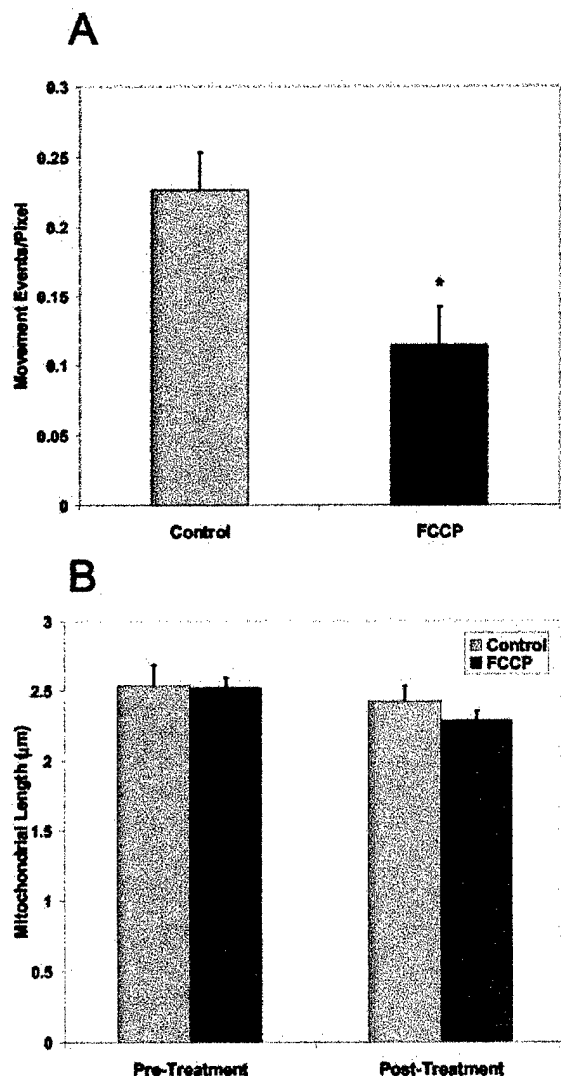 A
0.3
0.25
0.2
0.15
0.1
0.05
0
Movement Events/Pixel
*
Control
FCCP
B
3
2.5
2
1.5
1
0.5
0
Mitochondrial Length (µm)
Control
FCCP
Pre-Treatment
Post-Treatment